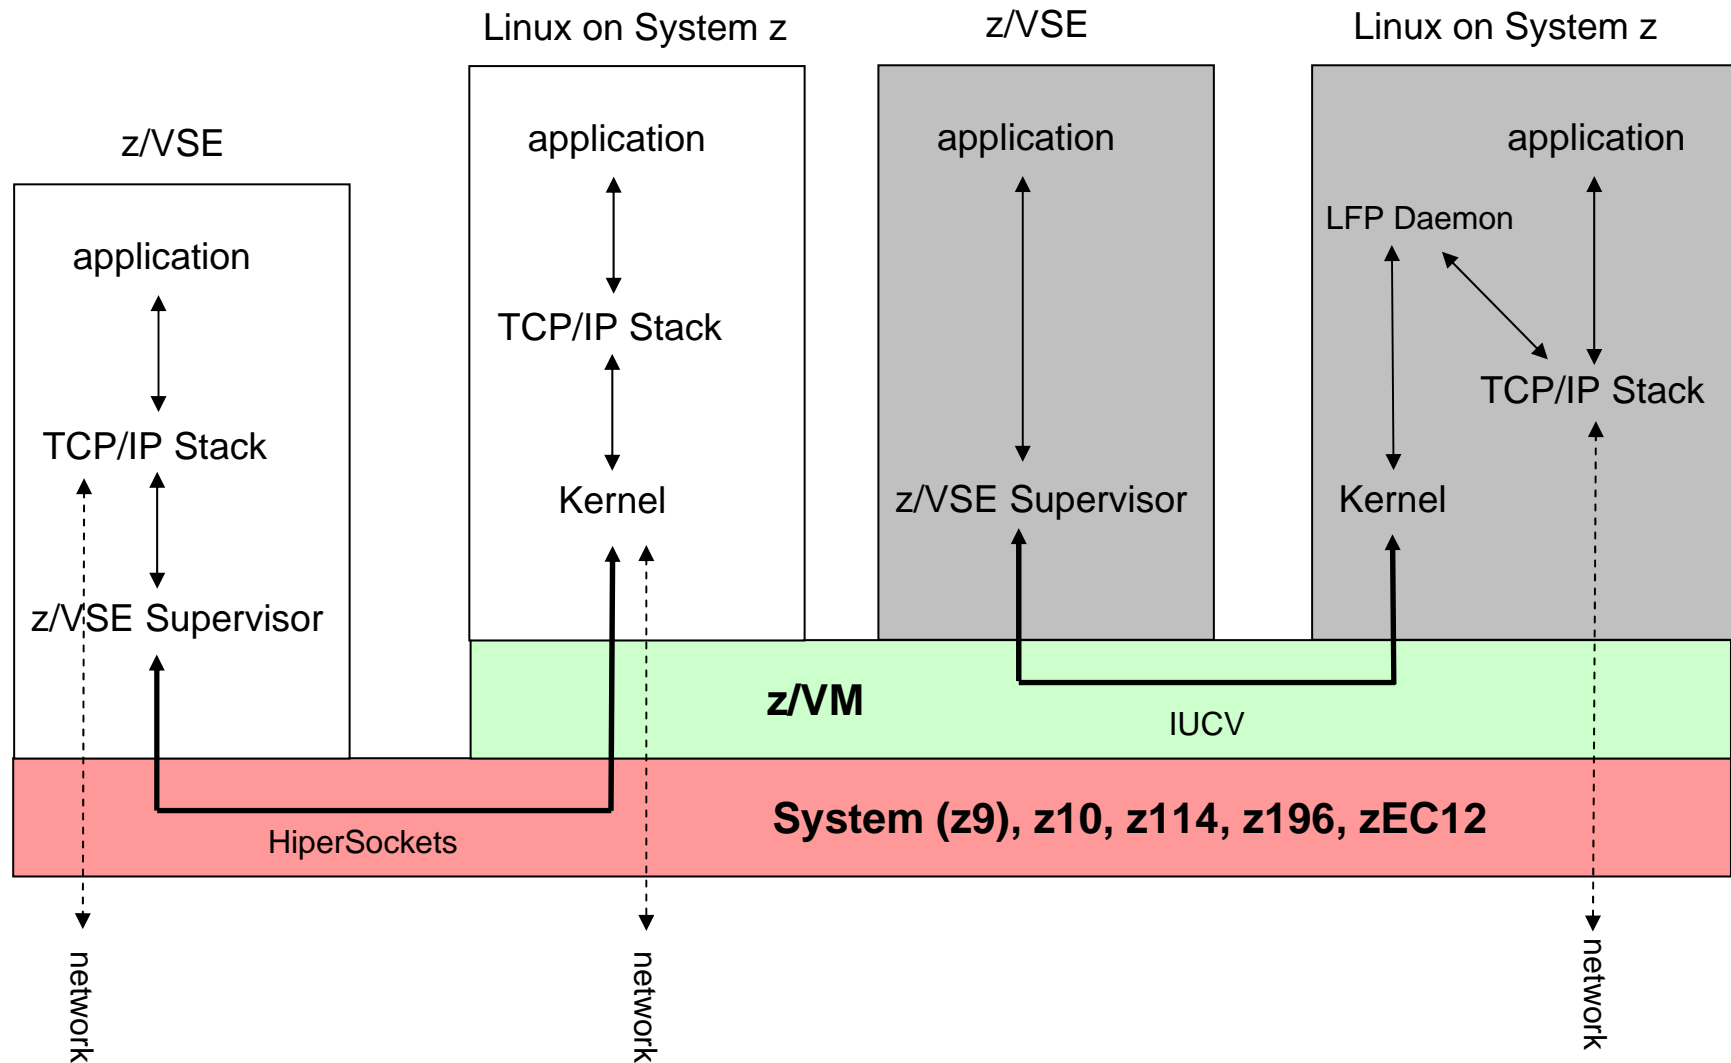 z/VSE
application
TCP/IP Stack
z/VSE Supervisor
Linux on System z
application
TCP/IP Stack
Kernel
z/VSE
application
z/VSE Supervisor
Linux on System z
application
LFP Daemon
TCP/IP Stack
Kernel
z/VM
IUCV
System (z9), z10, z114, z196, zEC12
HiperSockets
network
network
network